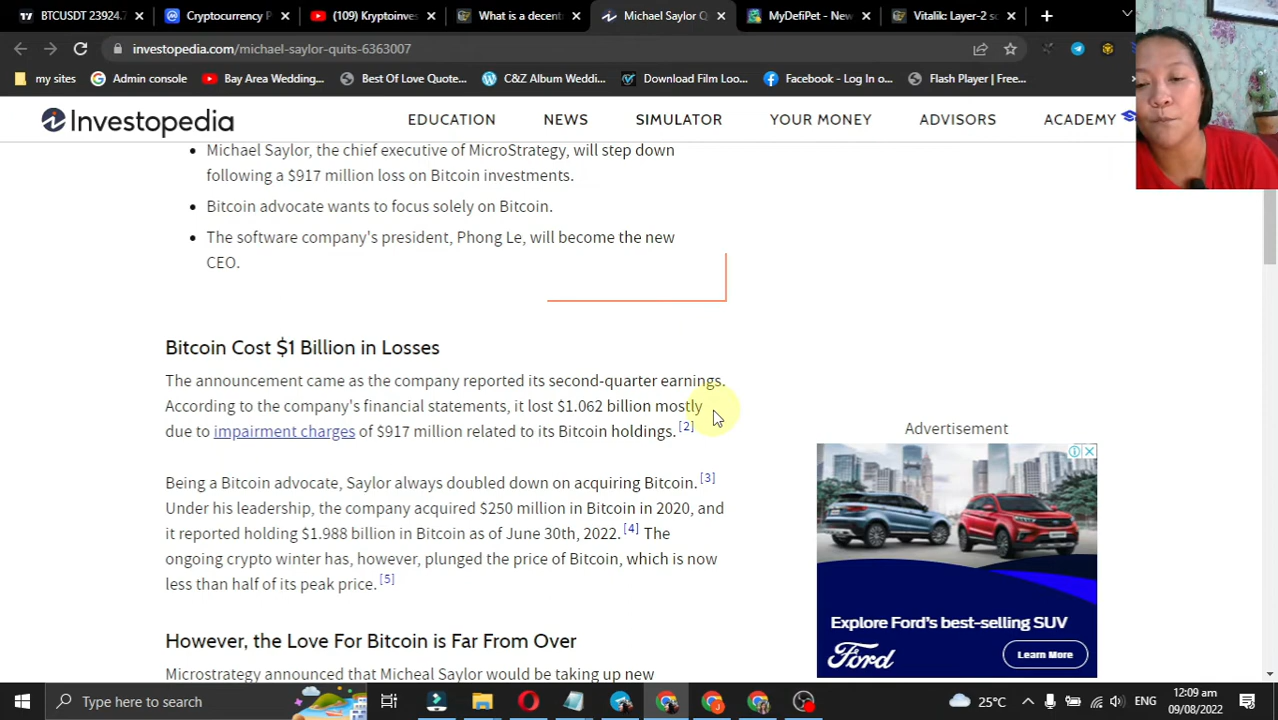 BTCUSDT 23924.7
Cryptocurrency P
(109) Kryptoinves
What is a decent
Michael Saylor Q
MyDefiPet - New
Vitalik: Layer-2 s
investopedia.com/michael-saylor-quits-6363007
my sites
Admin console
Bay Area Wedding...
Best Of Love Quote...
C&Z Album Weddin...
Download Film Loo...
Facebook - Log In o...
Flash Player | Free...
Investopedia
EDUCATION
NEWS
SIMULATOR
YOUR MONEY
ADVISORS
ACADEMY
Michael Saylor, the chief executive of MicroStrategy, will step down
following a $917 million loss on Bitcoin investments.
Bitcoin advocate wants to focus solely on Bitcoin.
The software company's president, Phong Le, will become the new
CEO.
Bitcoin Cost $1 Billion in Losses
The announcement came as the company reported its second-quarter earnings.
According to the company's financial statements, it lost $1.062 billion mostly
due to impairment charges of $917 million related to its Bitcoin holdings. [2]
Being a Bitcoin advocate, Saylor always doubled down on acquiring Bitcoin. [3]
Under his leadership, the company acquired $250 million in Bitcoin in 2020, and
it reported holding $1.988 billion in Bitcoin as of June 30th, 2022. [4] The
ongoing crypto winter has, however, plunged the price of Bitcoin, which is now
less than half of its peak price. [5]
However, the Love For Bitcoin is Far From Over
Microstrategy announced that Micheal Saylor would be taking up new
Advertisement
Explore Ford's best-selling SUV
Ford
Learn More
Type here to search
25°C
ENG
12:09 am
09/08/2022